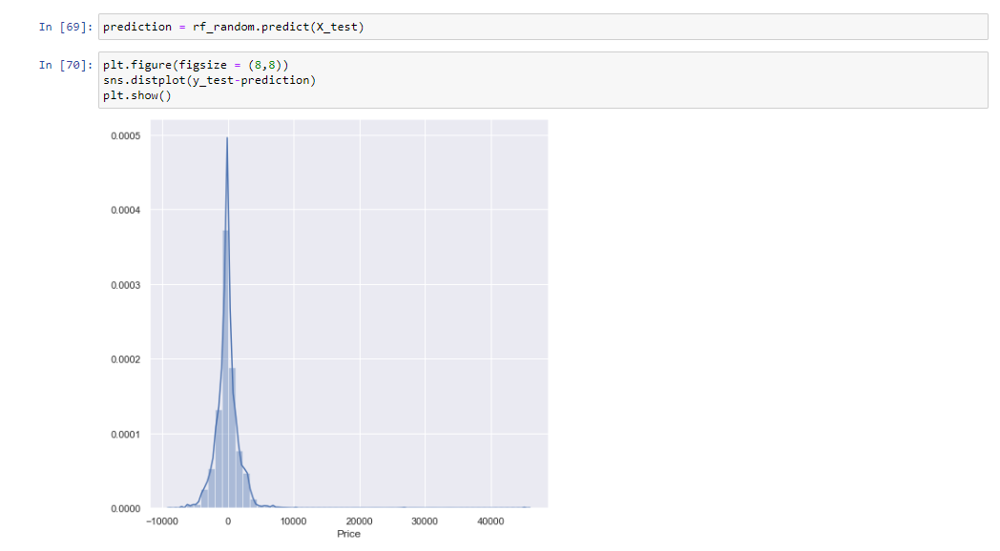 In [69]: prediction = rf_random.predict(X_test)
In [70]: plt.figure(figsize = (8,8))
sns.distplot(y_test-prediction)
plt.show()
0.0005
0.0004
0.0003
0.0002
0.0001
0.0000
−10000 0 10000 20000 30000 40000
Price